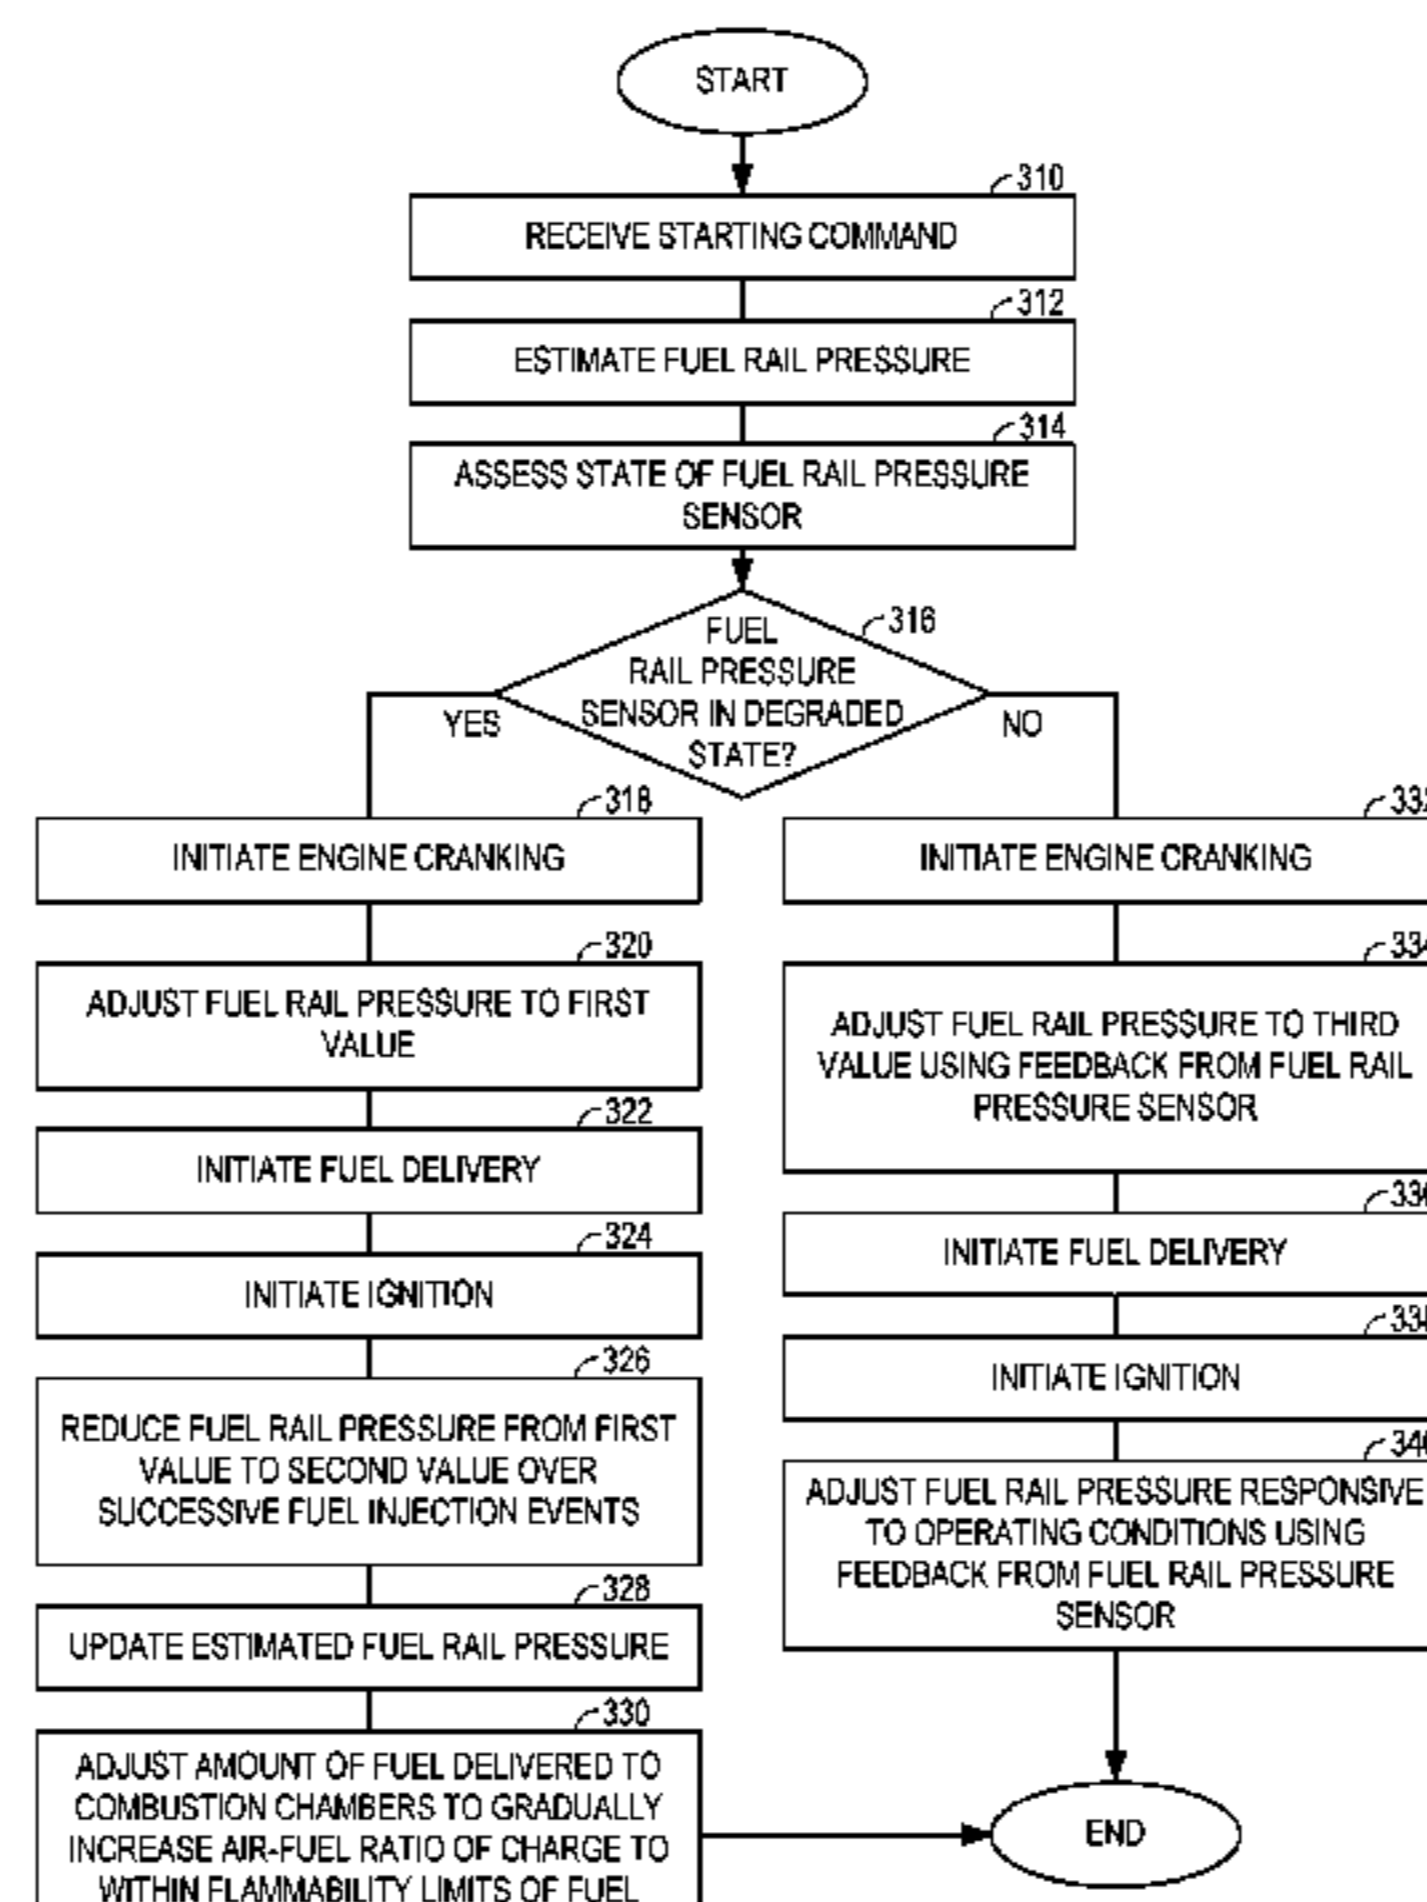 START
310
RECEIVE STARTING COMMAND
312
ESTIMATE FUEL RAIL PRESSURE
314
ASSESS STATE OF FUEL RAIL PRESSURE
SENSOR
316
FUEL
RAIL PRESSURE
SENSOR IN DEGRADED
STATE?
YES
NO
318
INITIATE ENGINE CRANKING
320
ADJUST FUEL RAIL PRESSURE TO FIRST
VALUE
322
INITIATE FUEL DELIVERY
324
INITIATE IGNITION
326
REDUCE FUEL RAIL PRESSURE FROM FIRST
VALUE TO SECOND VALUE OVER
SUCCESSIVE FUEL INJECTION EVENTS
328
UPDATE ESTIMATED FUEL RAIL PRESSURE
330
ADJUST AMOUNT OF FUEL DELIVERED TO
COMBUSTION CHAMBERS TO GRADUALLY
INCREASE AIR-FUEL RATIO OF CHARGE TO
WITHIN FLAMMABILITY LIMITS OF FUEL
INITIATE ENGINE CRANKING
ADJUST FUEL RAIL PRESSURE TO THIRD
VALUE USING FEEDBACK FROM FUEL RAIL
PRESSURE SENSOR
INITIATE FUEL DELIVERY
INITIATE IGNITION
ADJUST FUEL RAIL PRESSURE RESPONSIVE
TO OPERATING CONDITIONS USING
FEEDBACK FROM FUEL RAIL PRESSURE
SENSOR
END